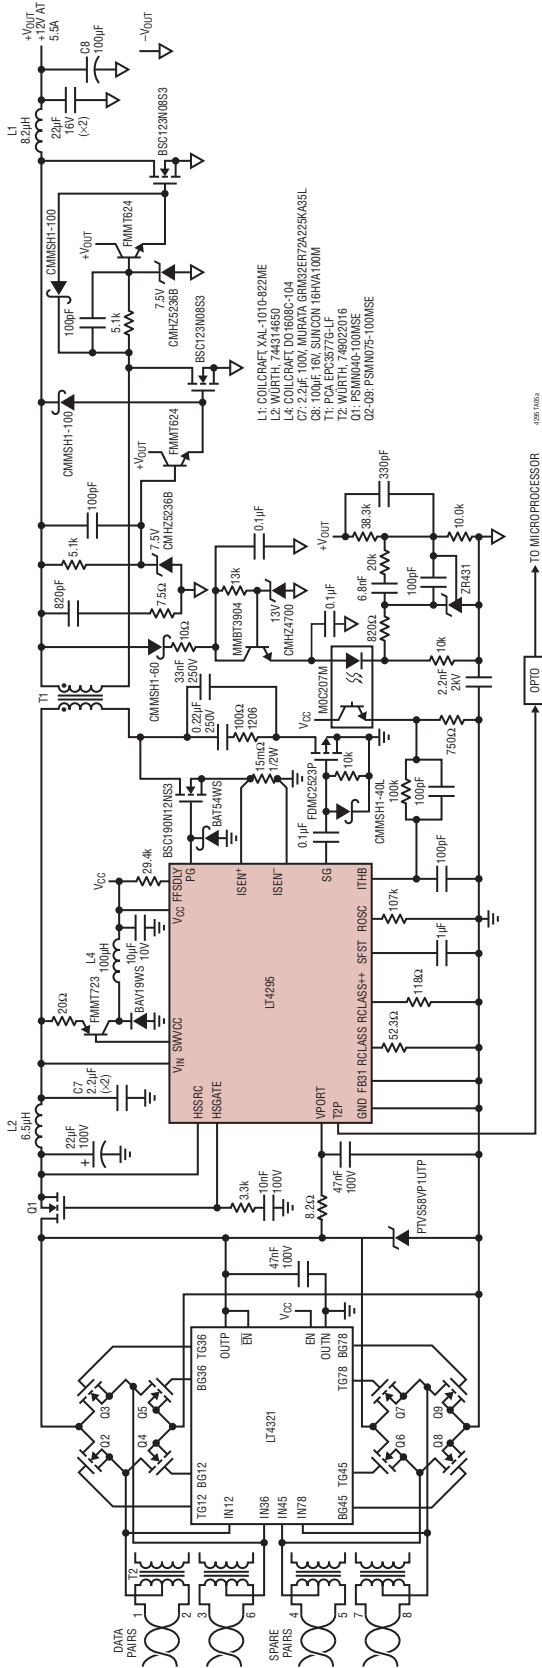 DATA
PAIRS
1
2
3
6
SPARE
PAIRS
4
5
7
8
T2
Q2
Q3
Q4
Q5
Q6
Q7
Q8
Q9
TG12
BG12
BG36
TG36
IN12
IN36
IN45
IN78
OUTP
EN
EN
OUTN
LT4321
BG45
TG45
TG78
BG78
VCC
47nF
100V
Q1
3.3k
10nF
100V
8.2Ω
47nF
100V
PTVS58VP1UTP
22µF
100V
+
L2
6.5µH
C7
2.2µF
(×2)
20Ω
FMMT723
L4
100µH
BAV19WS
10µF
10V
VCC
29.4k
HSSRC
HSGATE
VIN
SWVCC
VCC
FFSDLY
PG
ISEN+
ISEN–
SG
ITHB
VPORT
T2P
GND
FB31
RCLASS
RCLASS++
SFST
ROSC
LT4295
52.3Ω
118Ω
1µF
107k
100pF
BSC190N12NS3
BAT54WS
15mΩ
1/2W
0.22µF
250V
100Ω
1206
33nF
250V
FDMC2523P
0.1µF
10k
CMMSH1-40L
100k
100pF
750Ω
T1
CMMSH1-60
10Ω
820pF
7.5Ω
5.1k
100pF
7.5V
CMHZ5236B
CMMSH1-100
+VOUT
FMMT624
BSC123N08S3
MMBT3904
13k
0.1µF
13V
CMHZ4700
0.1µF
MOC207M
VCC
820Ω
6.8nF
20k
+VOUT
38.3k
330pF
100pF
ZR431
10.0k
10k
2.2nF
2kV
OPTO
TO MICROPROCESSOR
CMMSH1-100
100pF
5.1k
+VOUT
FMMT624
7.5V
CMHZ5236B
BSC123N08S3
L1
8.2µH
22µF
16V
(×2)
C8
100µF
+VOUT
+12V AT
5.5A
–VOUT
L1: COILCRAFT, XAL-1010-822ME
L2: WÜRTH, 744314650
L4: COILCRAFT, DO1608C-104
C7: 2.2µF, 100V, MURATA GRM32ER72A225KA35L
C8: 100µF, 16V, SUNCON 16HVA100M
T1: PCA EPC3577G-LF
T2: WÜRTH, 749022016
Q1: PSMN040-100MSE
Q2-Q9: PSMN075-100MSE
4295 TA05a